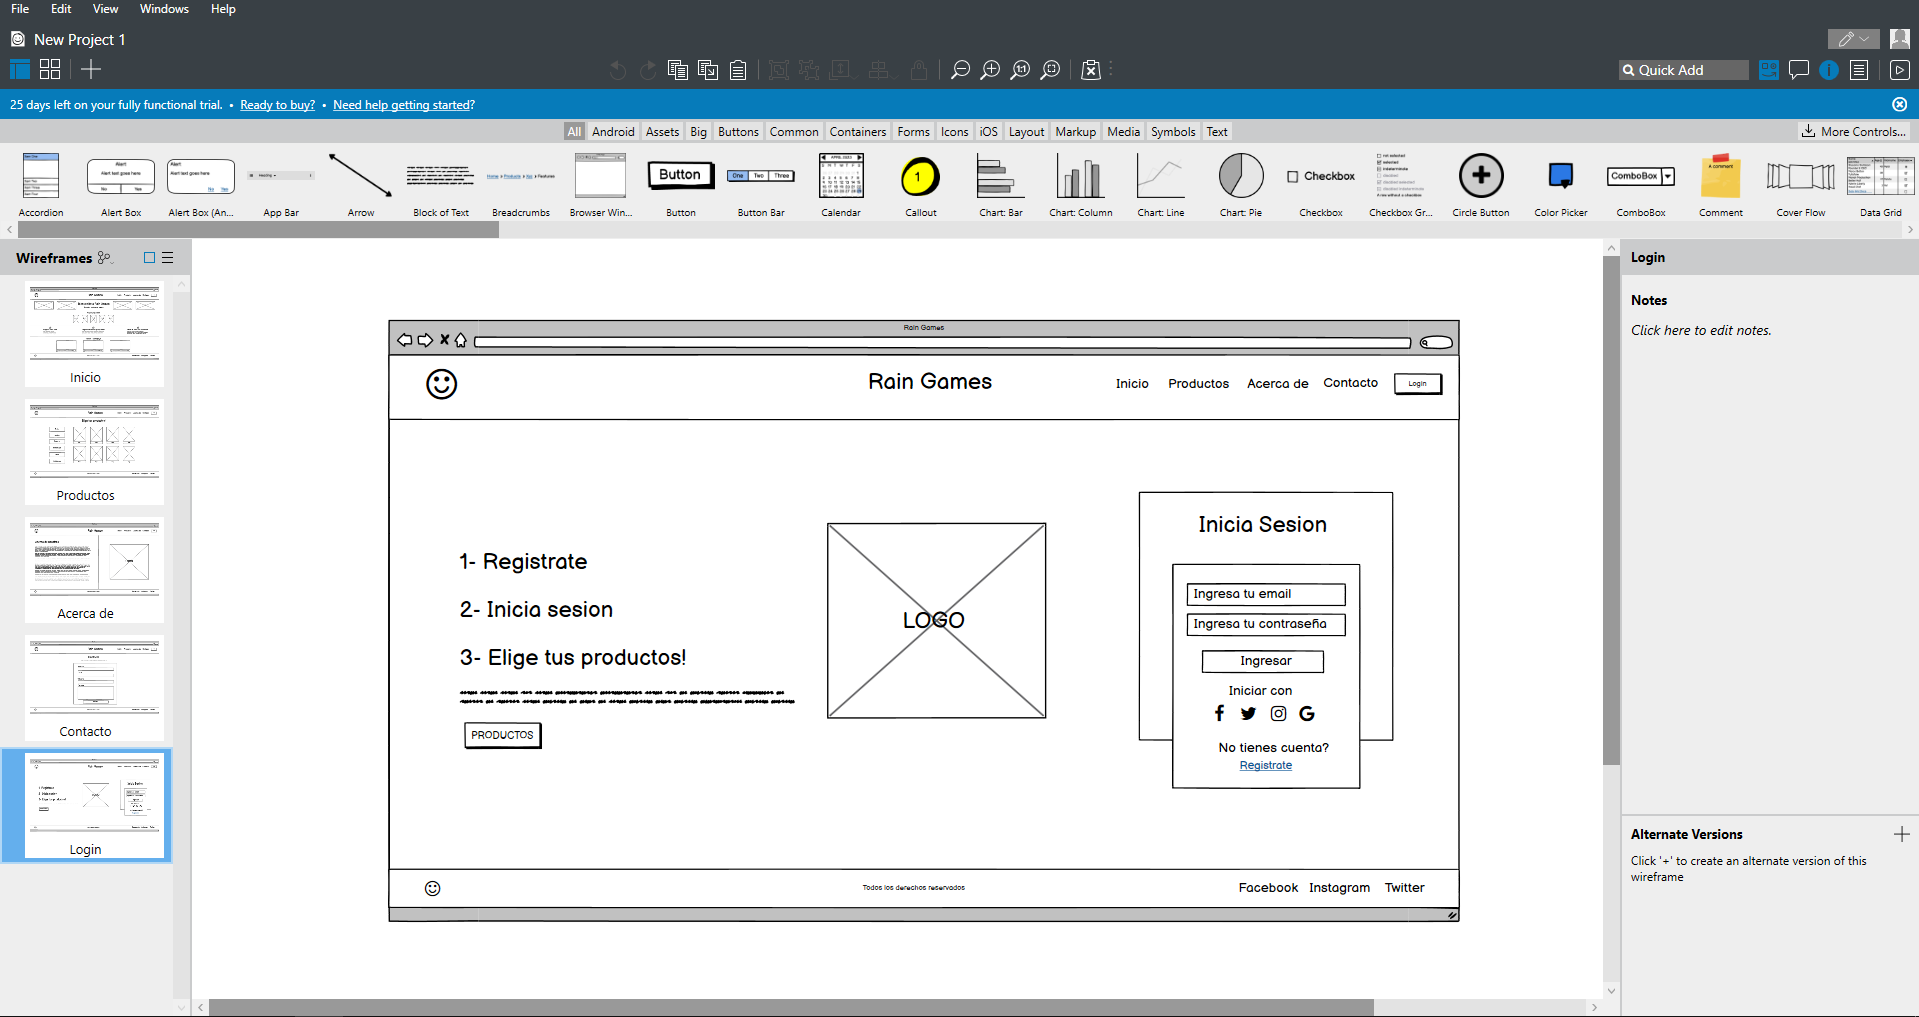 File Edit View Windows Help
New Project 1
Quick Add
25 days left on your fully functional trial. • Ready to buy? • Need help getting started?
All Android Assets Big Buttons Common Containers Forms Icons iOS Layout Markup Media Symbols Text
More Controls...
Button
One Two Three
1
Checkbox
ComboBox
A comment
Accordion Alert Box Alert Box (An... App Bar Arrow Block of Text Breadcrumbs Browser Win... Button Button Bar Calendar Callout Chart: Bar Chart: Column Chart: Line Chart: Pie Checkbox Checkbox Gr... Circle Button Color Picker ComboBox Comment Cover Flow Data Grid
Wireframes
Inicio
Productos
Acerca de
Contacto
Login
Rain Games
Rain Games
Inicio Productos Acerca de Contacto Login
1- Registrate
2- Inicia sesion
3- Elige tus productos!
PRODUCTOS
LOGO
Inicia Sesion
Ingresa tu email
Ingresa tu contraseña
Ingresar
Iniciar con
No tienes cuenta?
Registrate
Todos los derechos reservados
Facebook Instagram Twitter
Login
Notes
Click here to edit notes.
Alternate Versions
Click '+' to create an alternate version of this
wireframe